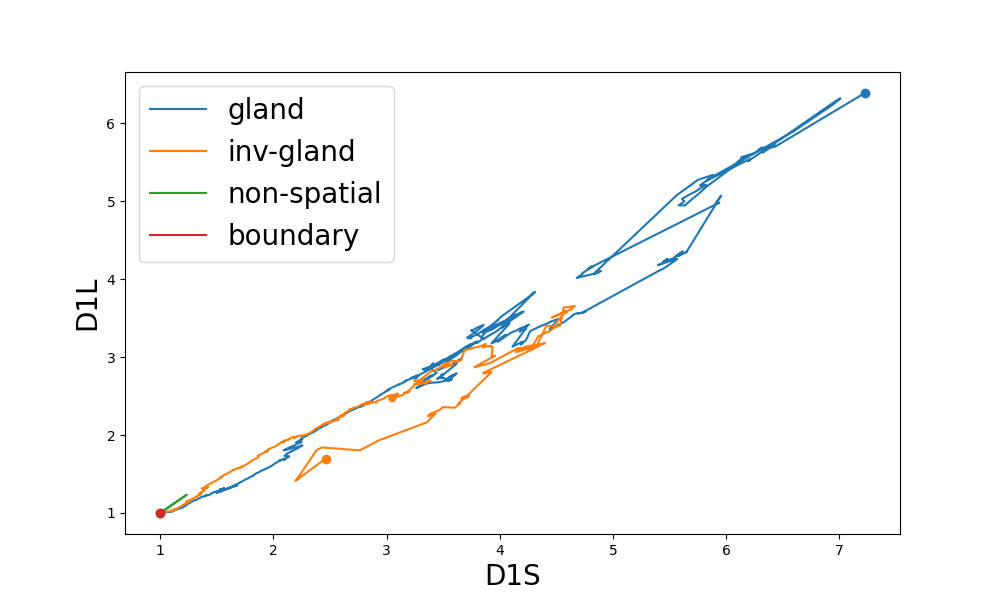 gland
inv-gland
non-spatial
boundary
D1L
6
5
4
3
2
1
1 2 3 4 5 6 7
D1S